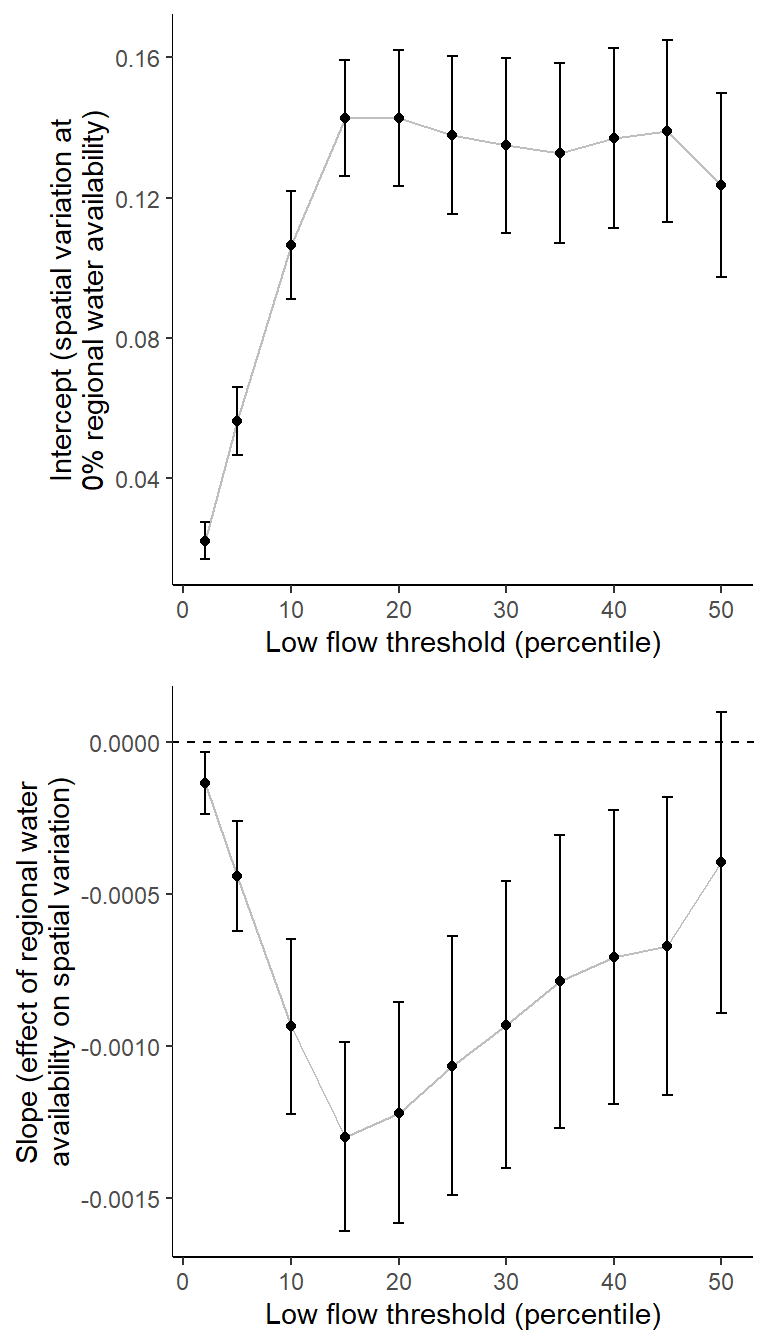 Intercept (spatial variation at
0% regional water availability)
0.16
0.12
0.08
0.04
0 10 20 30 40 50
Low flow threshold (percentile)
Slope (effect of regional water
availability on spatial variation)
0.0000
-0.0005
-0.0010
-0.0015
0 10 20 30 40 50
Low flow threshold (percentile)